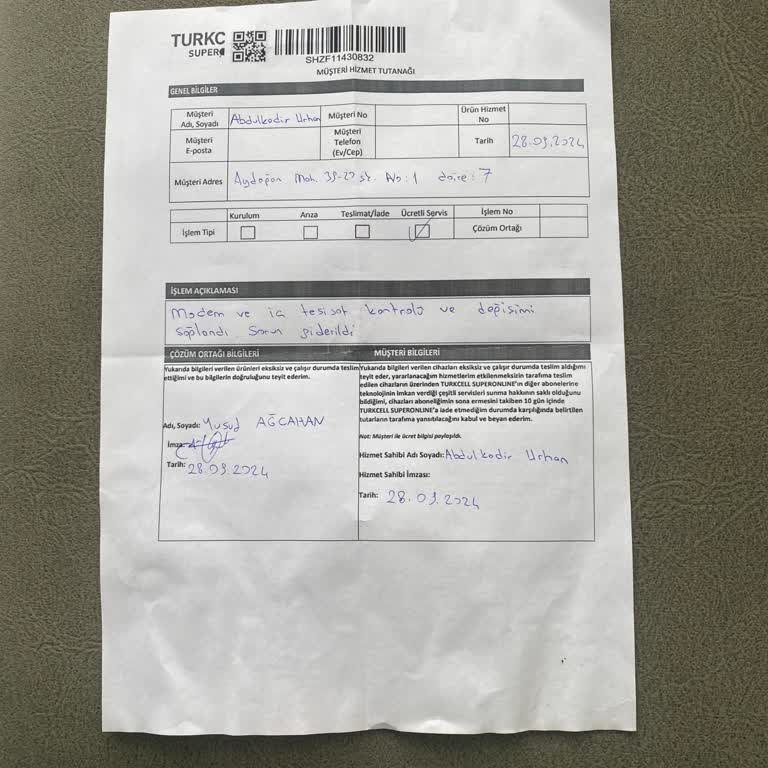 TURKC
SUPER
SHZF11430832
MÜŞTERİ HİZMET TUTANAĞI
GENEL BİLGİLER
Müşteri Adı, Soyadı Abdulkadir Urhan Müşteri No Ürün Hizmet No
Müşteri E-posta Müşteri Telefon (Ev/Cep) Tarih 28.03.2024
Müşteri Adres Aydoğan Mah. 39-20 sk. No: 1 daire: 7
Kurulum Arıza Teslimat/İade Ücretli Servis İşlem No
İşlem Tipi Çözüm Ortağı
İŞLEM AÇIKLAMASI
Modem ve iç tesisat kontrolü ve değişimi
sağlandı sorun giderildi
ÇÖZÜM ORTAĞI BİLGİLERİ
Yukarıda bilgileri verilen ürünleri eksiksiz ve çalışır durumda teslim
ettiğimi ve bu bilgilerin doğruluğunu teyit ederim.
Adı, Soyadı: Yusuf AĞCAHAN
İmza:
Tarih: 28.03.2024
MÜŞTERİ BİLGİLERİ
Yukarıda bilgileri verilen cihazları eksiksiz ve çalışır durumda teslim aldığımı
teyit eder, yararlanacağım hizmetlerim etkilenmeksizin tarafıma teslim
edilen cihazların üzerinden TURKCELL SUPERONLINE'ın diğer abonelerine
teknolojinin imkan verdiği çeşitli servisleri sunma hakkının saklı olduğunu
bildiğimi, cihazları aboneliğimin sona ermesini takiben 10 gün içinde
TURKCELL SUPERONLINE'a iade etmediğim durumda karşılığında belirtilen
tutarların tarafıma yansıtılacağını kabul ve beyan ederim.
Not: Müşteri ile ücret bilgisi paylaşıldı.
Hizmet Sahibi Adı Soyadı: Abdulkadir Urhan
Hizmet Sahibi İmzası:
Tarih: 28.03.2024